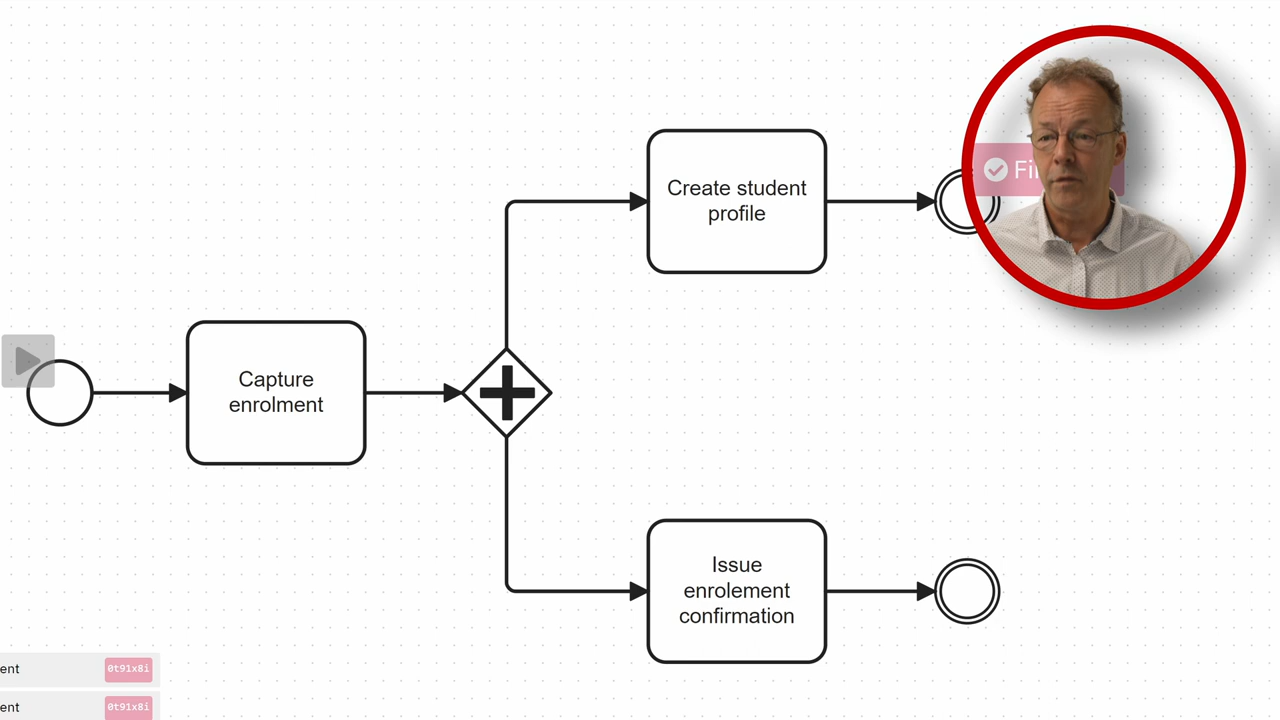 Create student
profile
Capture
enrolment
Issue
enrolement
confirmation
ent
0t91x8i
ent
0t91x8i